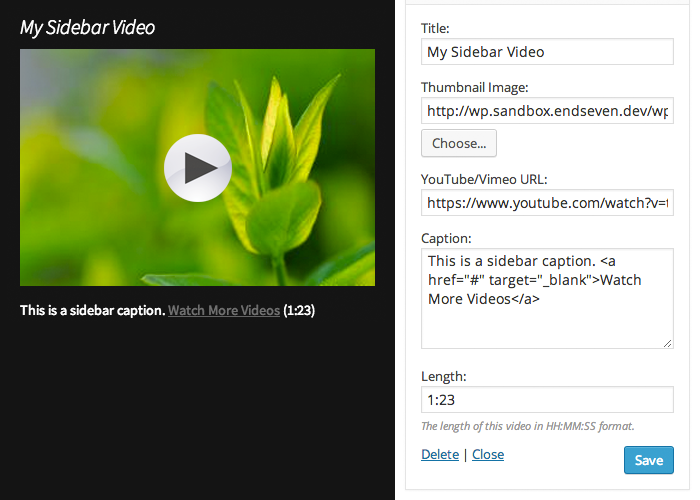 My Sidebar Video
This is a sidebar caption. Watch More Videos (1:23)
Title:
My Sidebar Video
Thumbnail Image:
http://wp.sandbox.endseven.dev/wp
Choose...
YouTube/Vimeo URL:
https://www.youtube.com/watch?v=
Caption:
This is a sidebar caption. <a
href="#" target="_blank">Watch
More Videos</a>
Length:
1:23
The length of this video in HH:MM:SS format.
Delete | Close
Save